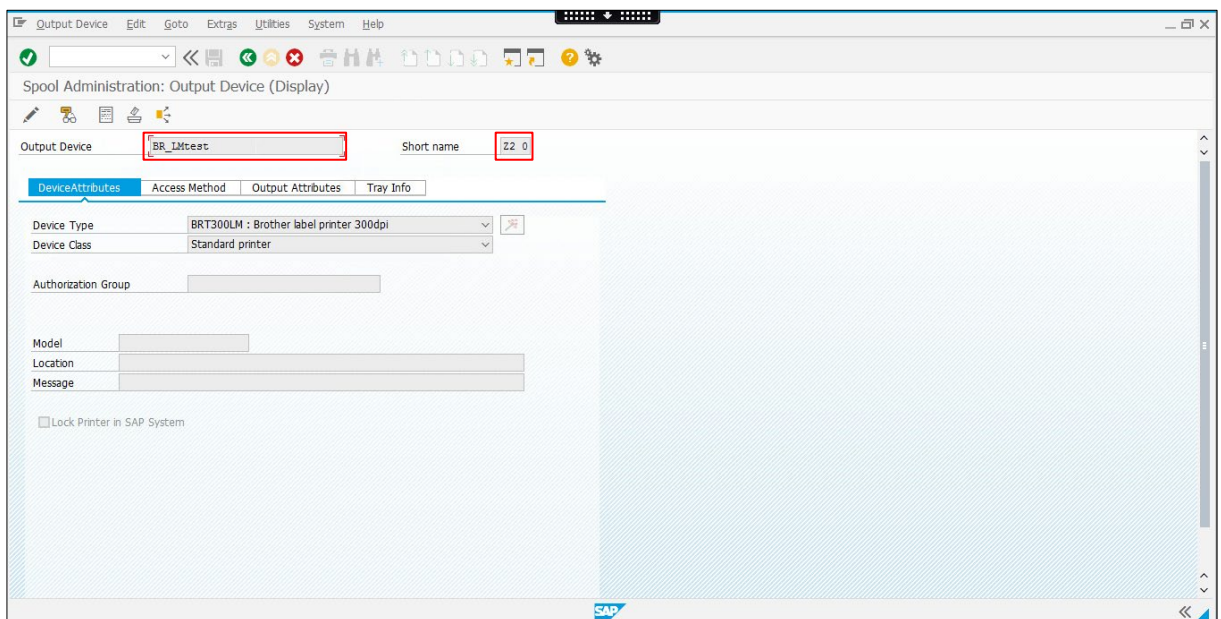 Output Device Edit Goto Extras Utilities System Help
Spool Administration: Output Device (Display)
Output Device BR_LMtest Short name Z2 0
DeviceAttributes Access Method Output Attributes Tray Info
Device Type BRT300LM : Brother label printer 300dpi
Device Class Standard printer
Authorization Group
Model
Location
Message
Lock Printer in SAP System
SAP